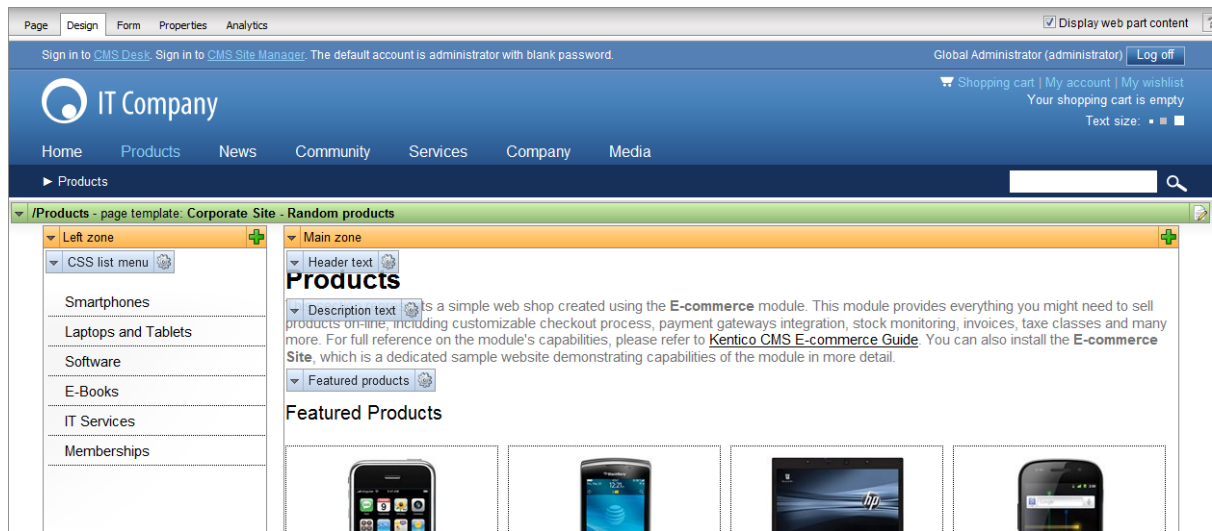 Page Design Form Properties Analytics Display web part content ?
Sign in to CMS Desk. Sign in to CMS Site Manager. The default account is administrator with blank password. Global Administrator (administrator) Log off
Shopping cart | My account | My wishlist
IT Company
Your shopping cart is empty
Text size:
Home Products News Community Services Company Media
► Products
/Products - page template: Corporate Site - Random products
Left zone
Main zone
CSS list menu
Header text
Products
Smartphones
Laptops and Tablets
Software
E-Books
IT Services
Memberships
Description text ts a simple web shop created using the E-commerce module. This module provides everything you might need to sell
products on-line, including customizable checkout process, payment gateways integration, stock monitoring, invoices, taxe classes and many
more. For full reference on the module's capabilities, please refer to Kentico CMS E-commerce Guide. You can also install the E-commerce
Site, which is a dedicated sample website demonstrating capabilities of the module in more detail.
Featured products
Featured Products
BlackBerry
12:21
9
hp